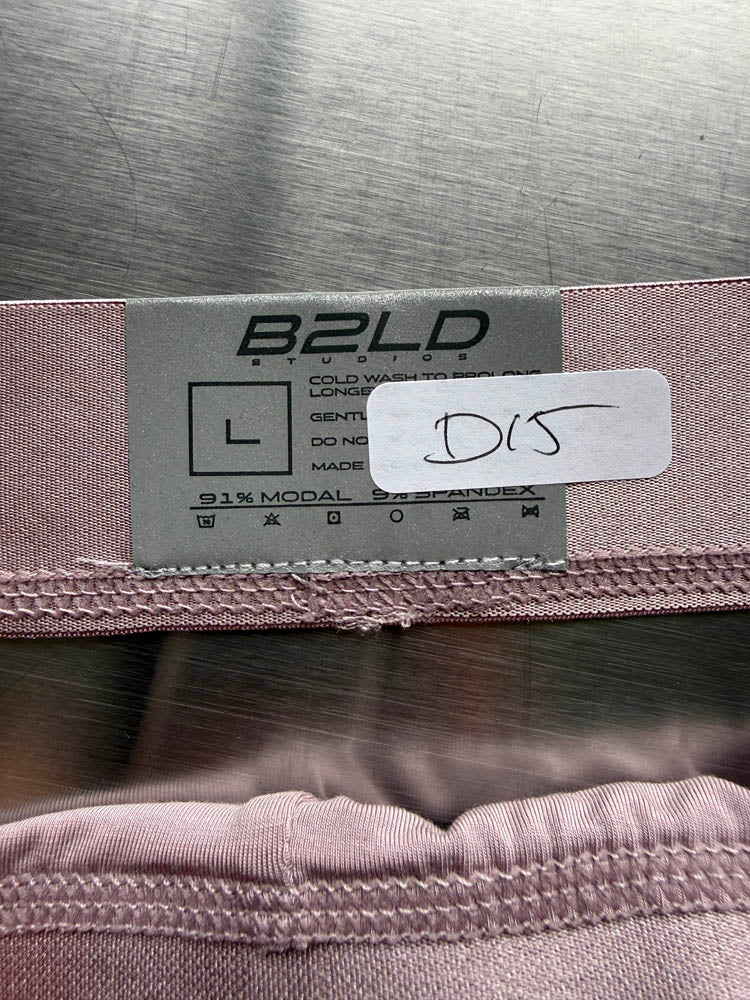 B2LD
STUDIOS
COLD WASH TO PROLONG
LONGE
L
GENTL
DO NO
MADE
D15
91% MODAL 9% SPANDEX